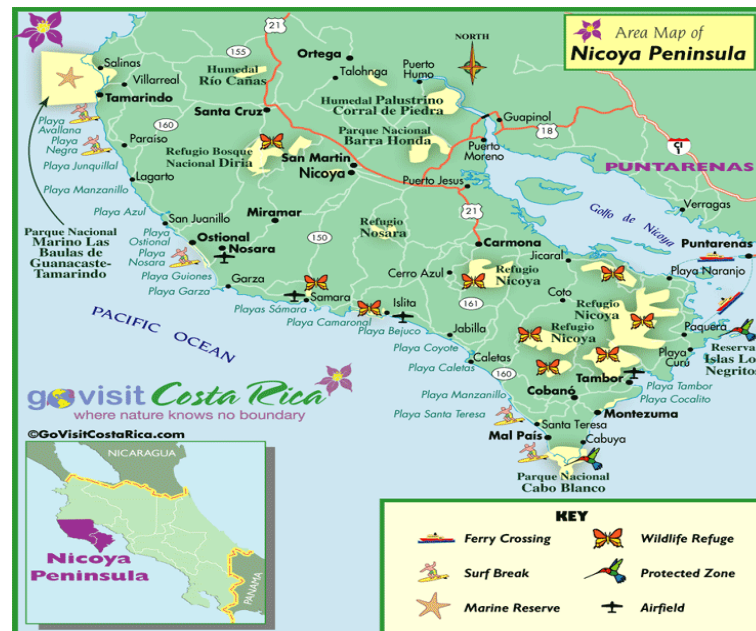 Area Map of
Nicoya Peninsula
NORTH
21
155
Ortega
Talohnga
Puerto
Humo
Salinas
Villarreal
Tamarindo
Humedal
Río Cañas
Humedal Palustrino
Corral de Piedra
Santa Cruz
Guapinol
18
Playa
Avallana
160
Parque Nacional
Barra Honda
Playa
Negra
Paraiso
Refugio Bosque
Nacional Diria
San Martin
Nicoya
Puerto
Moreno
PUNTARENAS
Playa Junquillal
Lagarto
Puerto Jesus
Playa Manzanillo
21
Verragas
Playa Azul
San Juanillo
Miramar
Refugio
Nosara
Golfo de Nicoya
Parque Nacional
Marino Las
Baulas de
Guanacaste-
Tamarindo
Playa
Ostional
Ostional
Nosara
150
Carmona
Puntarenas
Playa
Nosara
Jicaral
Playa Guiones
Cerro Azul
Refugio
Nicoya
Playa Naranjo
Playa Garza
Garza
Samara
161
Coto
Refugio
Nicoya
Islita
Playas Sámara
Playa Camaronal
Playa Bejuco
Jabilla
Refugio
Nicoya
Paquera
PACIFIC OCEAN
Playa Coyote
Caletas
Playa
Curú
Reserva
Islas Lo
Negrito
Playa Caletas
160
Tambor
Playa Tambor
Playa Cocalito
Playa Manzanillo
Cobanó
Playa Santa Teresa
Montezuma
Santa Teresa
Mal País
Cabuya
Parque Nacional
Cabo Blanco
govisit Costa Rica
where nature knows no boundary
©GoVisitCostaRica.com
NICARAGUA
Nicoya
Peninsula
PANAMA
KEY
Ferry Crossing
Wildlife Refuge
Surf Break
Protected Zone
Marine Reserve
Airfield